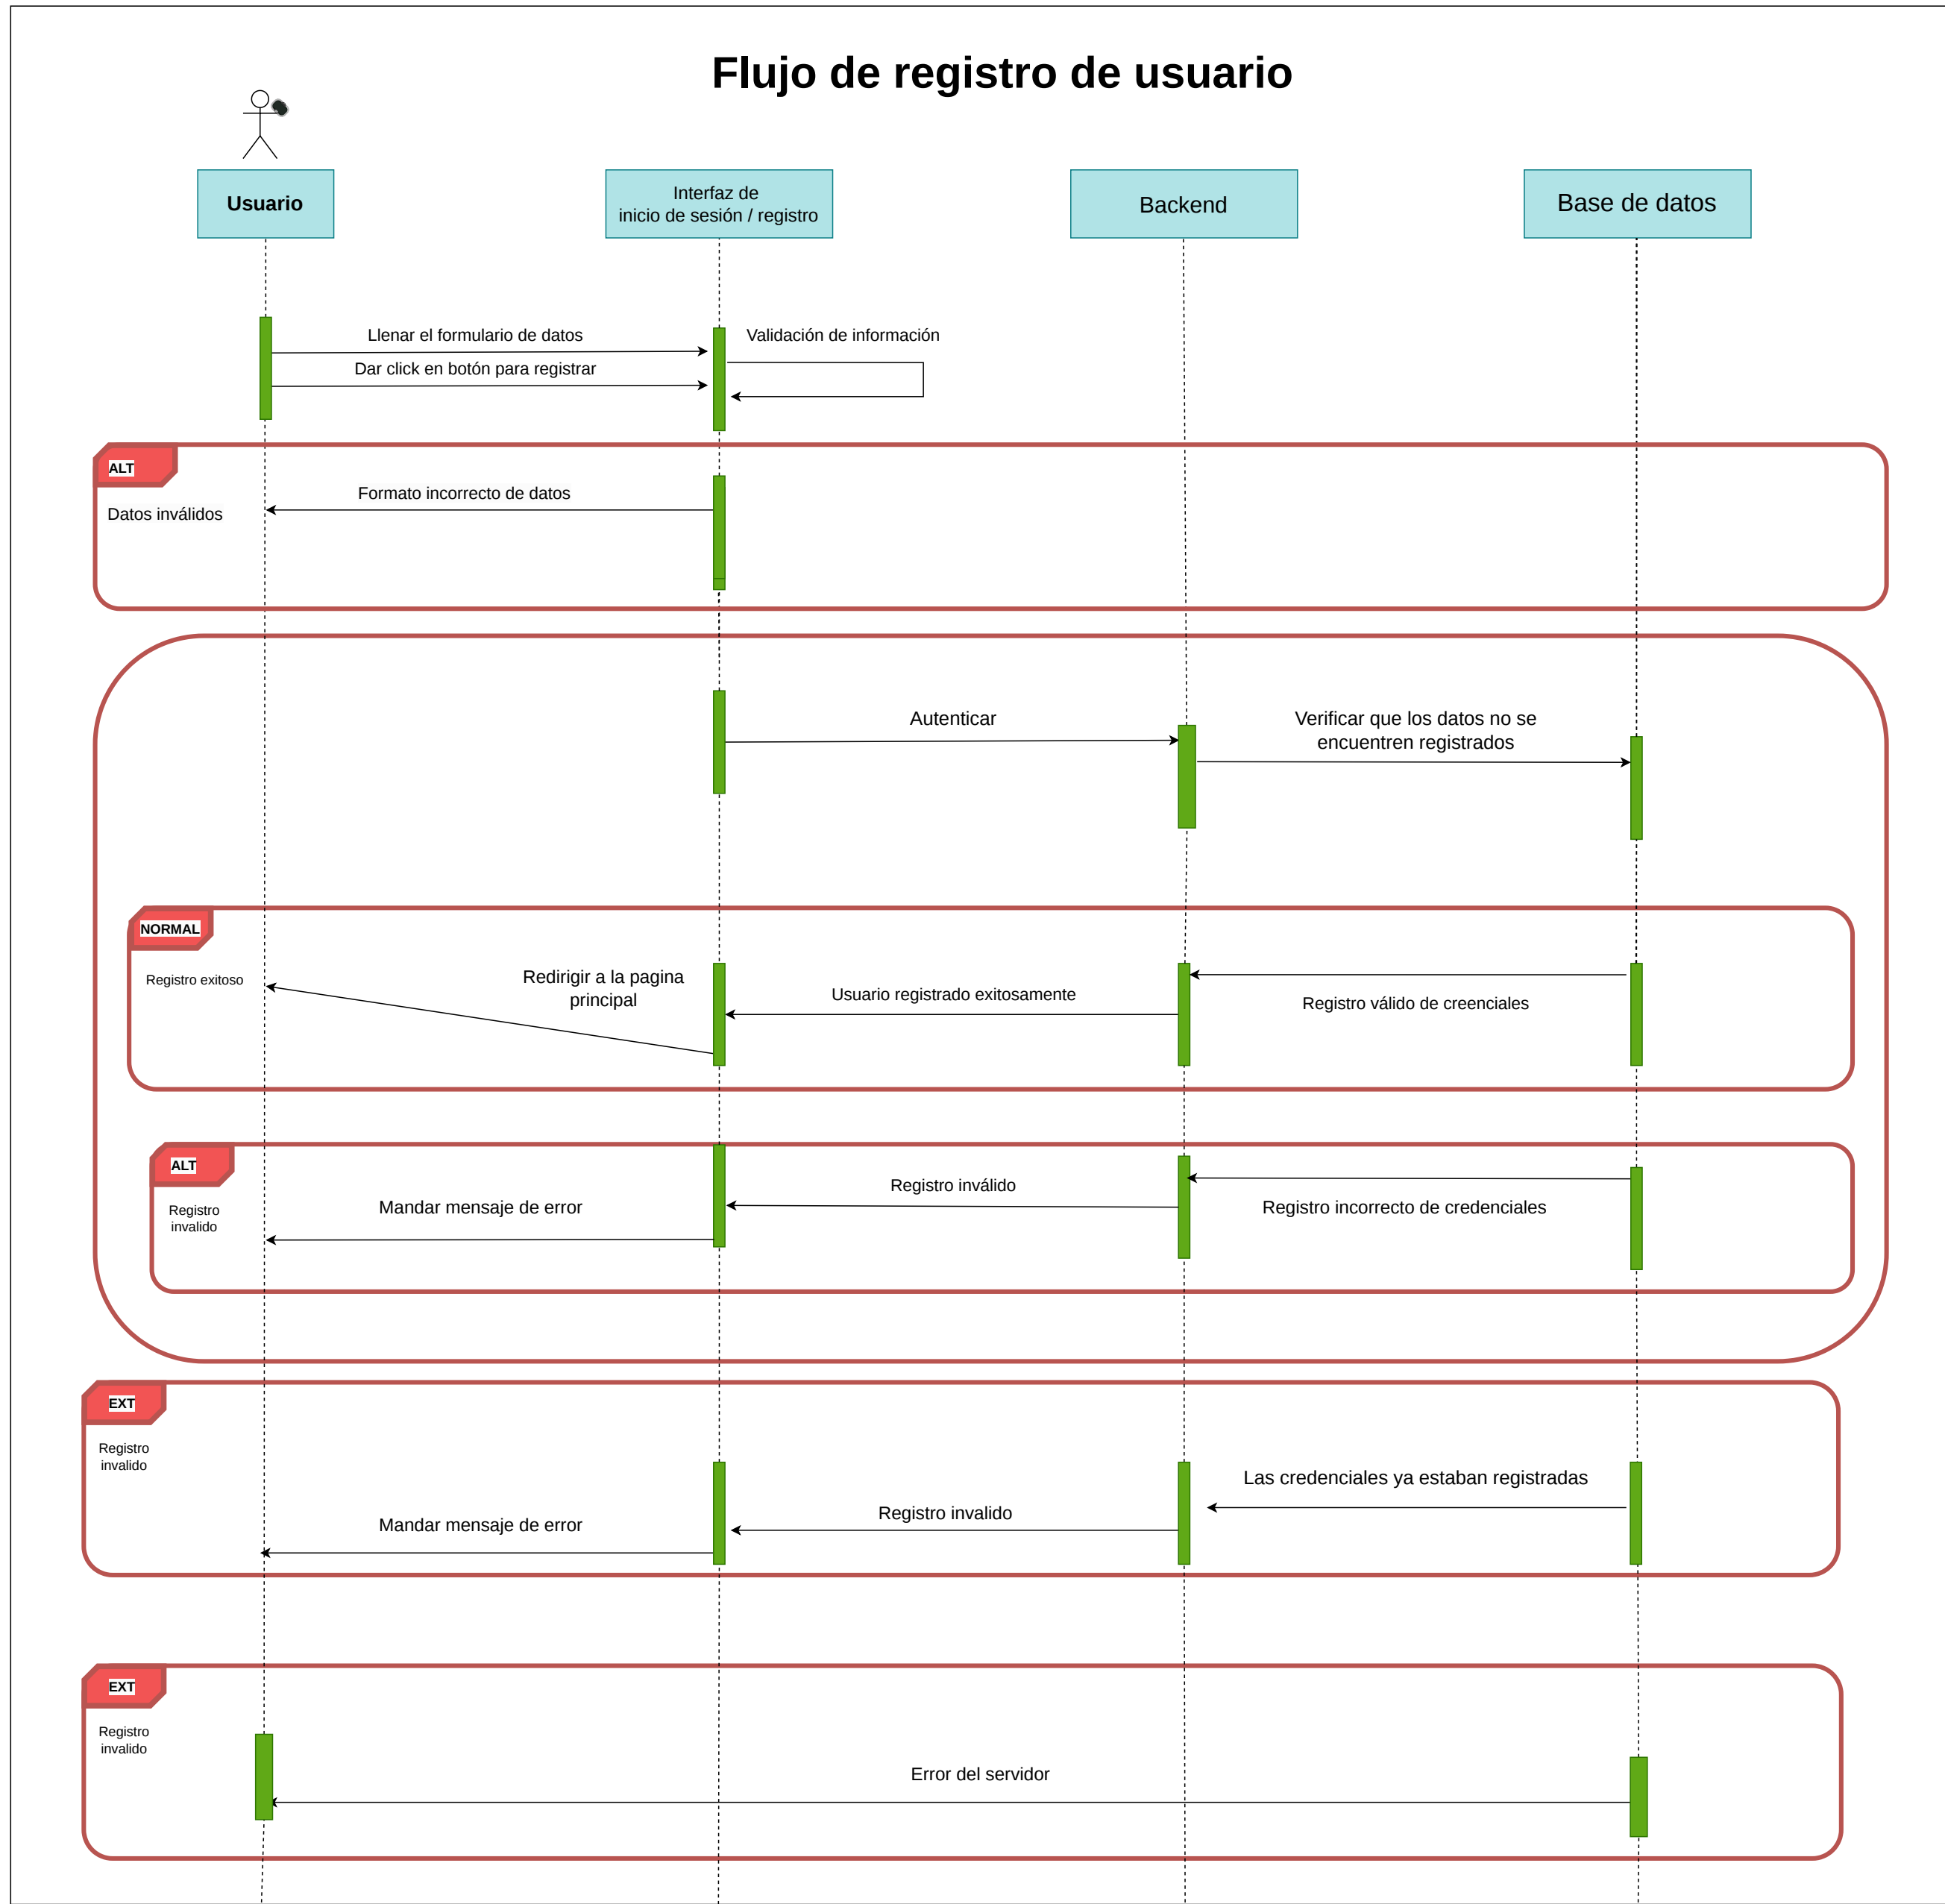 Flujo de registro de usuario
Usuario
Interfaz de
inicio de sesión / registro
Backend
Base de datos
Llenar el formulario de datos
Validación de información
Dar click en botón para registrar
ALT
Formato incorrecto de datos
Datos inválidos
Autenticar
Verificar que los datos no se
encuentren registrados
NORMAL
Registro exitoso
Redirigir a la pagina
principal
Usuario registrado exitosamente
Registro válido de creenciales
ALT
Registro
invalido
Mandar mensaje de error
Registro inválido
Registro incorrecto de credenciales
EXT
Registro
invalido
Las credenciales ya estaban registradas
Registro invalido
Mandar mensaje de error
EXT
Registro
invalido
Error del servidor